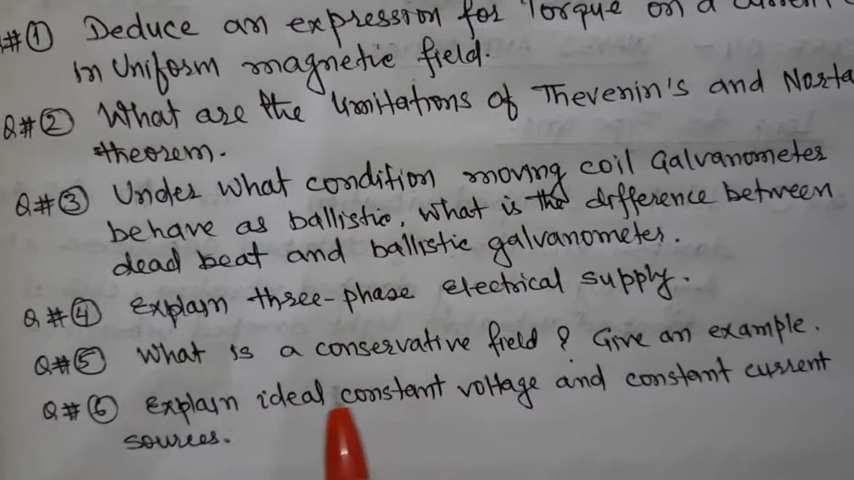 #① Deduce an expression for Torque on a
in Uniform magnetic field.
Q#② What are the limitations of Thevenin's and
theorem.
Q#③ Under what condition moving coil Galvanometer
behave as ballistic, what is the difference between
dead beat and ballistic galvanometer.
Q#④ Explain three-phase electrical supply.
Q#⑤ What is a conservative field? Give an example.
Q#⑥ Explain ideal constant voltage and constant current
sources.